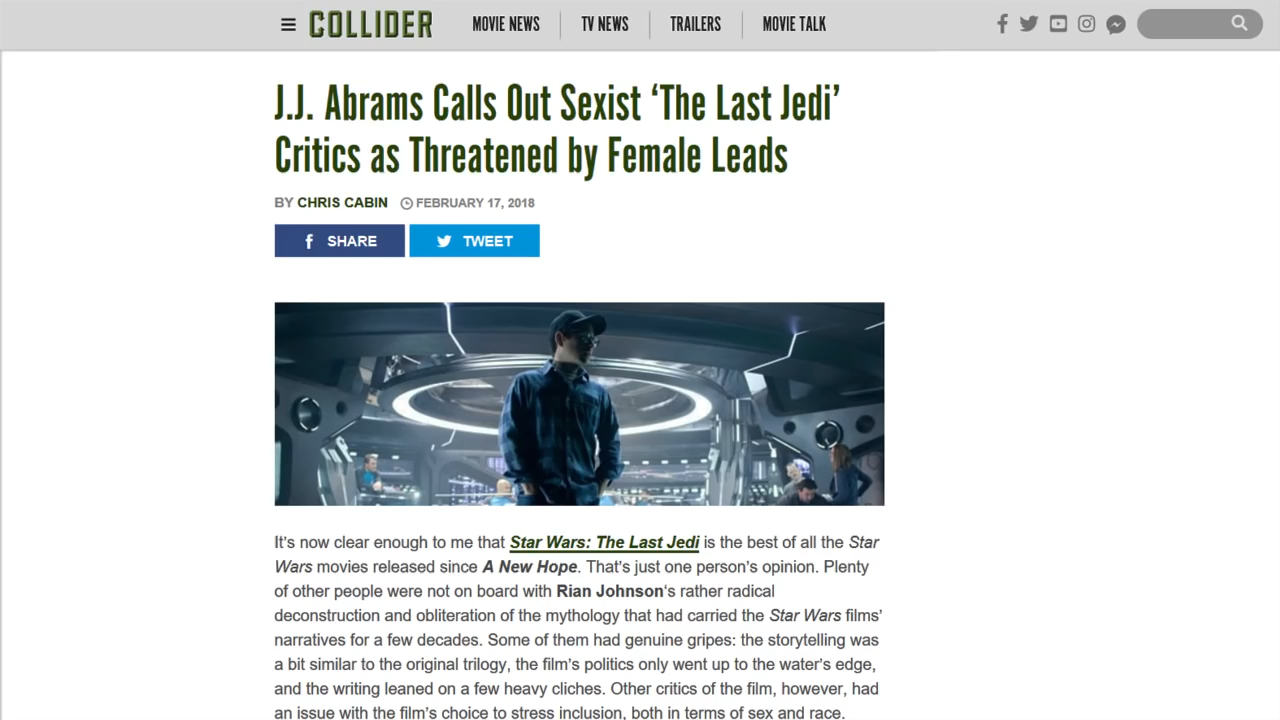 COLLIDER MOVIE NEWS TV NEWS TRAILERS MOVIE TALK
J.J. Abrams Calls Out Sexist ‘The Last Jedi’
Critics as Threatened by Female Leads
BY CHRIS CABIN FEBRUARY 17, 2018
SHARE TWEET
It's now clear enough to me that Star Wars: The Last Jedi is the best of all the Star
Wars movies released since A New Hope. That's just one person's opinion. Plenty
of other people were not on board with Rian Johnson‘s rather radical
deconstruction and obliteration of the mythology that had carried the Star Wars films’
narratives for a few decades. Some of them had genuine gripes: the storytelling was
a bit similar to the original trilogy, the film's politics only went up to the water's edge,
and the writing leaned on a few heavy cliches. Other critics of the film, however, had
an issue with the film's choice to stress inclusion, both in terms of sex and race.